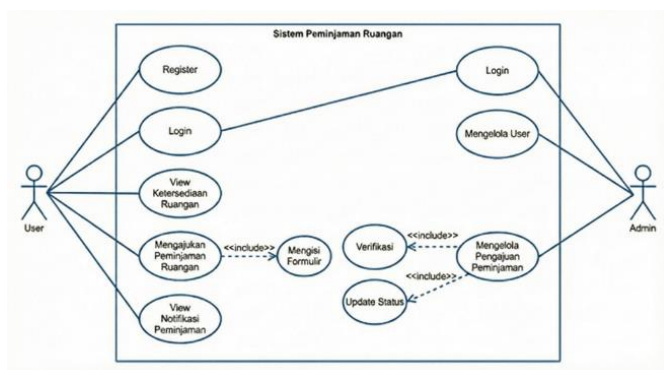 Sistem Peminjaman Ruangan
Register
Login
Login
Mengelola User
View
Ketersediaan
Ruangan
User
Admin
Mengajukan
Peminjaman
Ruangan
<<include>>
Mengisi
Formulir
Verifikasi
<<include>>
Mengelola
Pengajuan
Peminjaman
<<include>>
Update Status
View
Notifikasi
Peminjaman